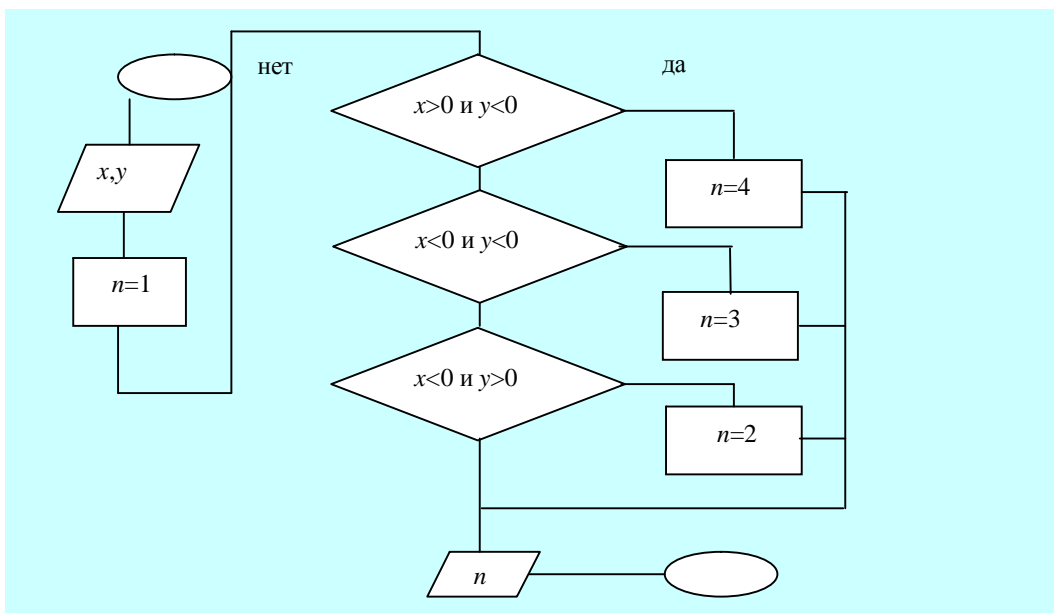 нет
да
x,y
n=1
x>0 и y<0
n=4
x<0 и y<0
n=3
x<0 и y>0
n=2
n